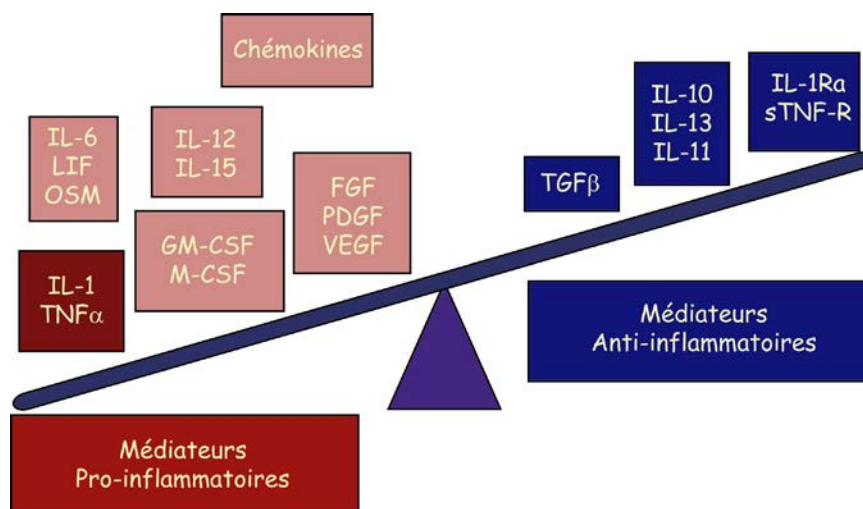 Chémokines
IL-6
LIF
OSM
IL-12
IL-15
FGF
PDGF
VEGF
GM-CSF
M-CSF
IL-1
TNFα
Médiateurs
Pro-inflammatoires
TGFβ
IL-10
IL-13
IL-11
IL-1Ra
sTNF-R
Médiateurs
Anti-inflammatoires